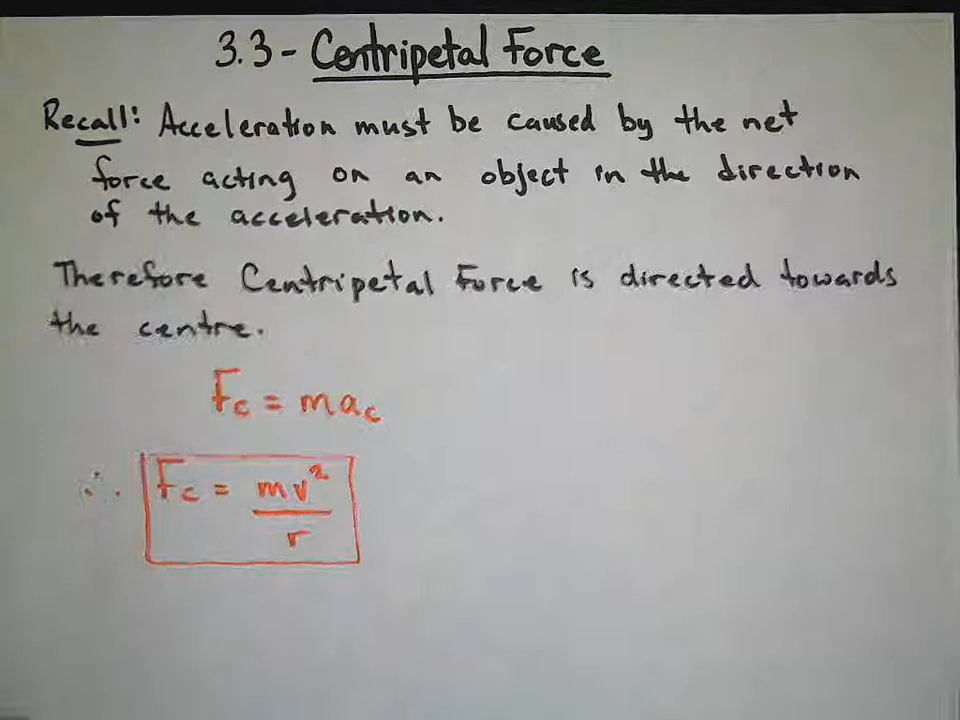 3.3 - Centripetal Force
Recall: Acceleration must be caused by the net
force acting on an object in the direction
of the acceleration.
Therefore Centripetal Force is directed towards
the centre.
Fc = mac
∴ Fc = mv²
r